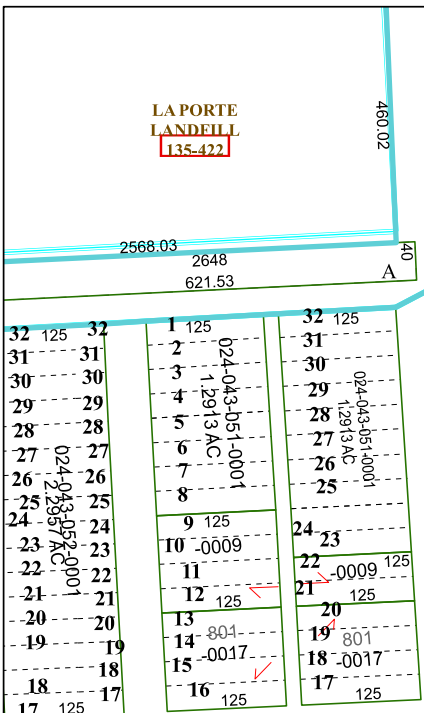 LA PORTE
LANDFILL
135-422
460.02
2568.03
2648
40
621.53
A
32 125 32 1 125 32 125
31 31 2 31
30 30 3 30
29 29 4 29
28 28 5 28
27 27 6 27
26 26 7 26
25 25 8 25
024-043-052-0001
2.2957 AC
024-043-051-0001
1.2913 AC
024-043-051-0001
1.2913 AC
24 24 9 125 24
23 23 10 -0009 23
22 22 11 22 -0009 125
21 21 12 125 21 125
20 20 13 20
19 19 14 801 19 801
18 18 15 -0017 18 -0017
17 125 17 16 125 17 125